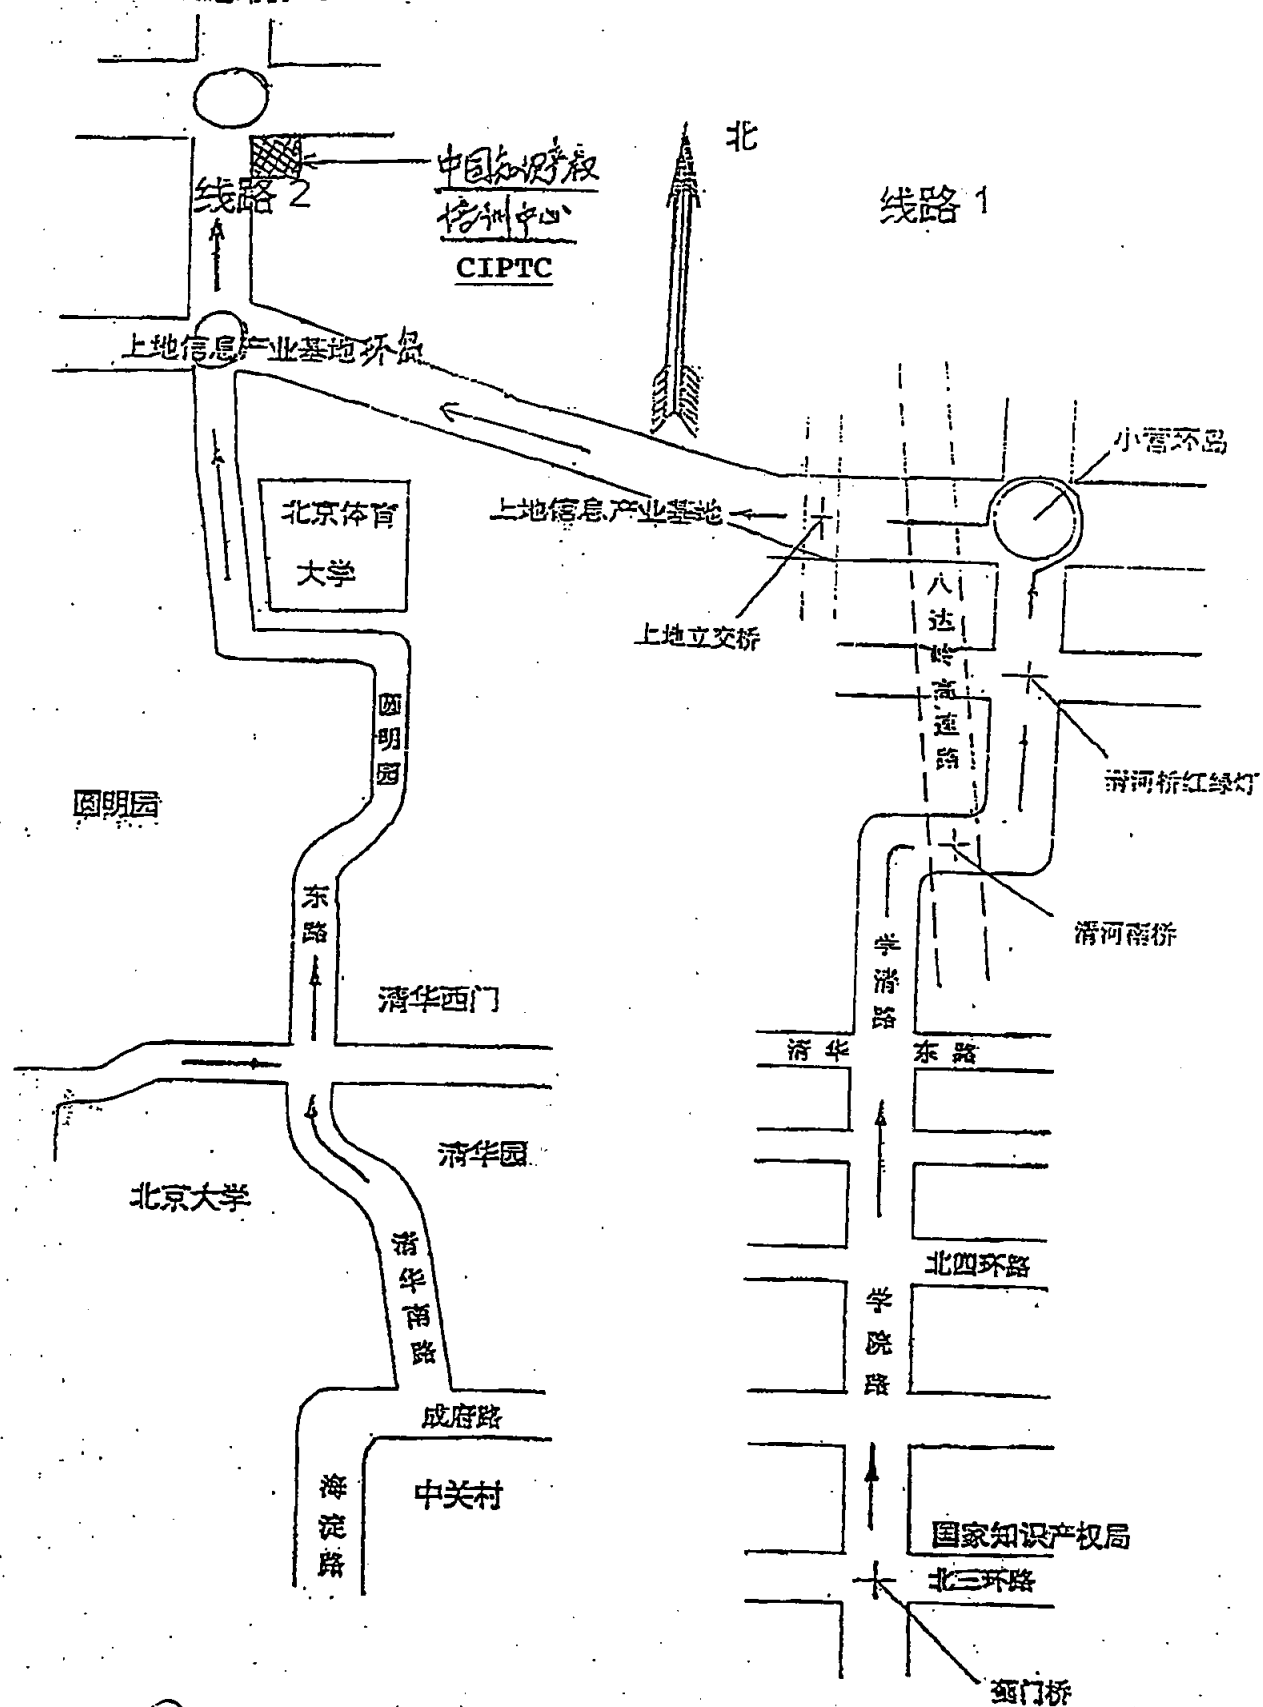 线路2
中国知识产权
培训中心
CIPTC
北
线路1
上地信息产业基地环岛
小营环岛
北京体育
大学
上地信息产业基地
上地立交桥
八达岭高速路
清河桥红绿灯
圆明园
圆明园
东路
清河南桥
学清路
清华西门
清华
东路
清华园
北京大学
清华南路
北四环路
学院路
成府路
中关村
海淀路
国家知识产权局
北三环路
蓟门桥